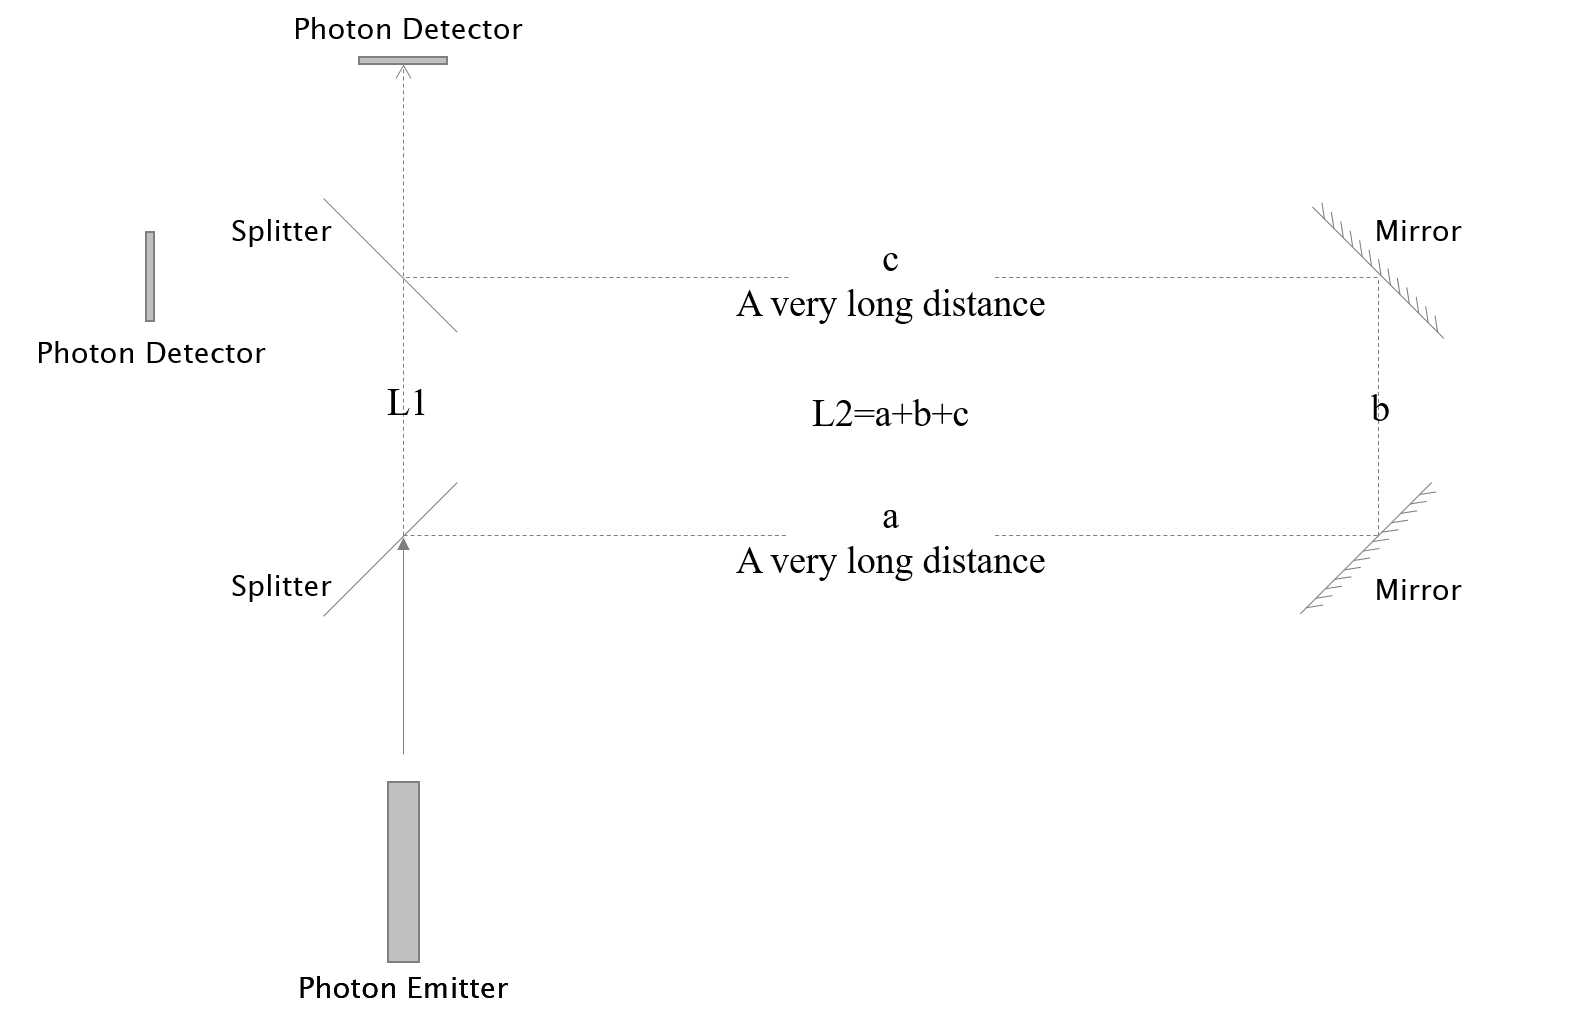 Photon Detector
Splitter
Mirror
c
A very long distance
Photon Detector
L1
L2=a+b+c
b
a
A very long distance
Splitter
Mirror
Photon Emitter